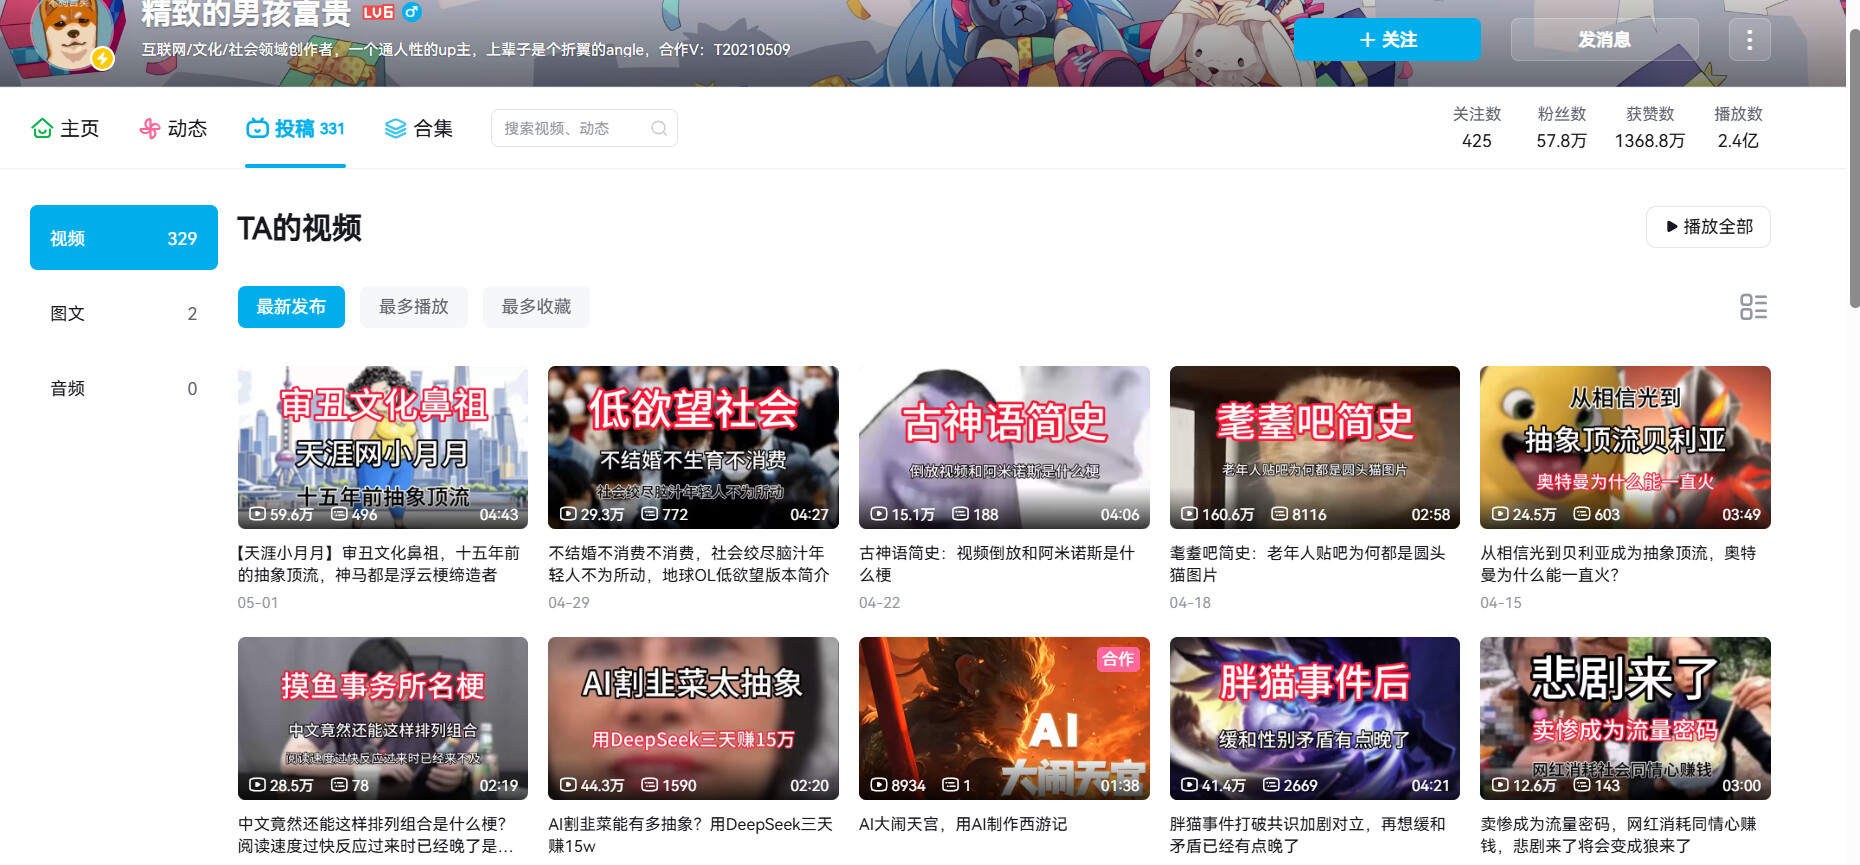 精致的男孩富贵 LV6
互联网/文化/社会领域创作者，一个通人性的up主，上辈子是个折翼的angle，合作V：T20210509
关注
发消息
主页
动态
投稿 331
合集
搜索视频、动态
关注数 粉丝数 获赞数 播放数
425 57.8万 1368.8万 2.4亿
视频 329
图文 2
音频 0
TA的视频
播放全部
最新发布 最多播放 最多收藏
审丑文化鼻祖
天涯网小月月
十五年前抽象顶流
59.6万 496 04:43
【天涯小月月】审丑文化鼻祖，十五年前
的抽象顶流，神马都是浮云梗缔造者
05-01
低欲望社会
不结婚不生育不消费
社会绞尽脑汁年轻人不为所动
29.3万 772 04:27
不结婚不消费不消费，社会绞尽脑汁年
轻人不为所动，地球OL低欲望版本简介
04-29
古神语简史
倒放视频和阿米诺斯是什么梗
15.1万 188 04:06
古神语简史：视频倒放和阿米诺斯是什
么梗
04-22
耄耋吧简史
老年人贴吧为何都是圆头猫图片
160.6万 8116 02:58
耄耋吧简史：老年人贴吧为何都是圆头
猫图片
04-18
从相信光到
抽象顶流贝利亚
奥特曼为什么能一直火
24.5万 603 03:49
从相信光到贝利亚成为抽象顶流，奥特
曼为什么能一直火？
04-15
摸鱼事务所名梗
中文竟然还能这样排列组合
阅读速度过快反应过来时已经来不及
28.5万 78 02:19
中文竟然还能这样排列组合是什么梗？
阅读速度过快反应过来时已经晚了是...
AI割韭菜太抽象
用DeepSeek三天赚15万
44.3万 1590 02:20
AI割韭菜能有多抽象？用DeepSeek三天
赚15w
合作
AI
大闹天宫
8934 1 01:38
AI大闹天宫，用AI制作西游记
胖猫事件后
缓和性别矛盾有点晚了
41.4万 2669 04:21
胖猫事件打破共识加剧对立，再想缓和
矛盾已经有点晚了
悲剧来了
卖惨成为流量密码
网红消耗社会同情心赚钱
12.6万 143 03:00
卖惨成为流量密码，网红消耗同情心赚
钱，悲剧来了将会变成狼来了